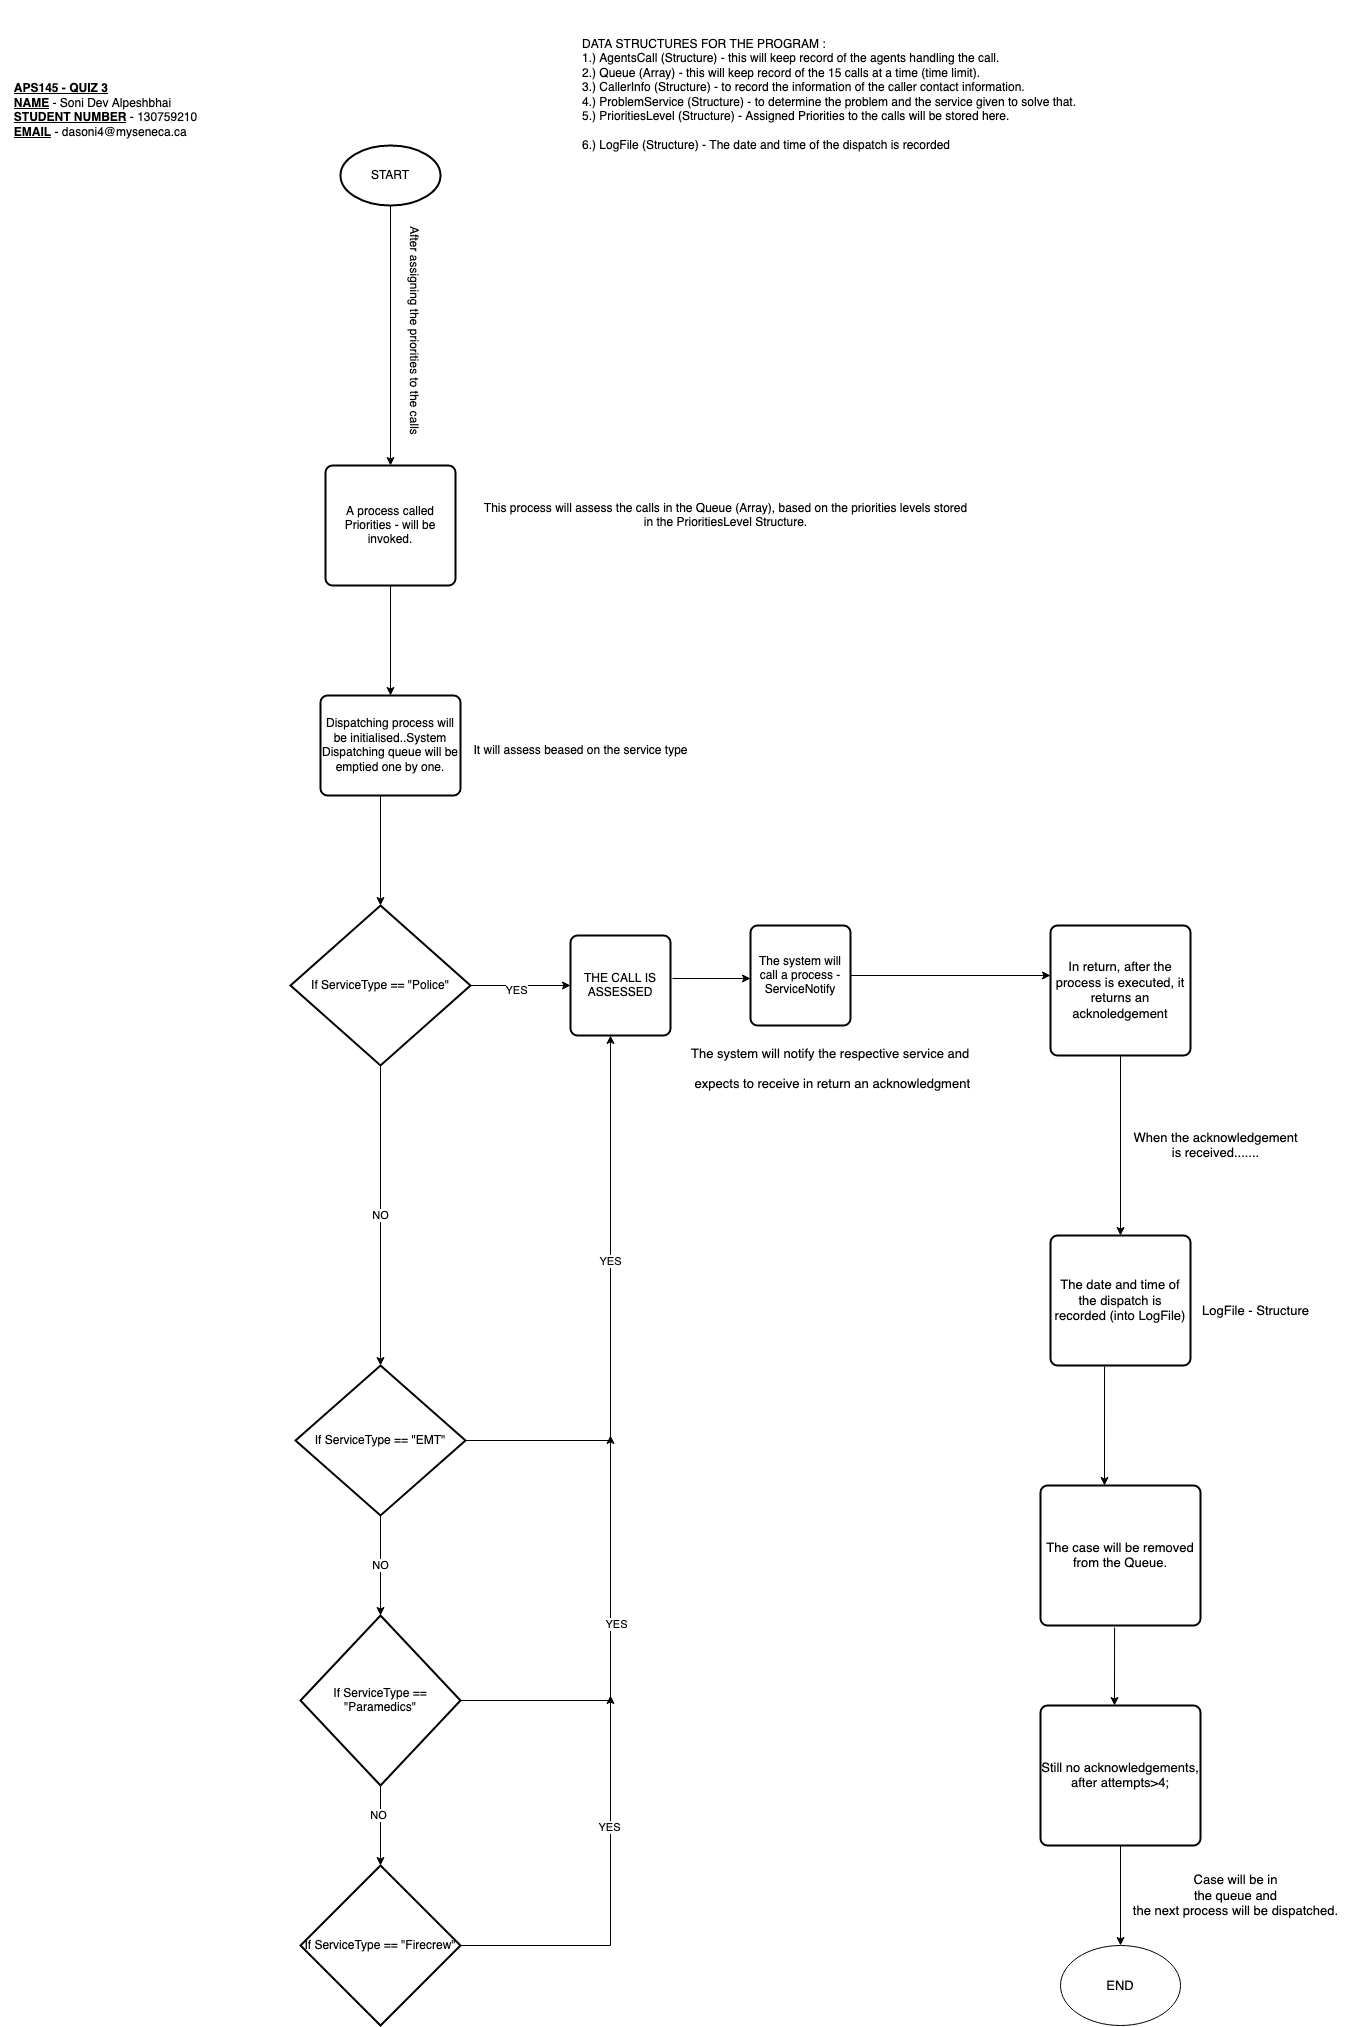 DATA STRUCTURES FOR THE PROGRAM :
1.) AgentsCall (Structure) - this will keep record of the agents handling the call.
2.) Queue (Array) - this will keep record of the 15 calls at a time (time limit).
3.) CallerInfo (Structure) - to record the information of the caller contact information.
4.) ProblemService (Structure) - to determine the problem and the service given to solve that.
5.) PrioritiesLevel (Structure) - Assigned Priorities to the calls will be stored here.
6.) LogFile (Structure) - The date and time of the dispatch is recorded
APS145 - QUIZ 3
NAME - Soni Dev Alpeshbhai
STUDENT NUMBER - 130759210
EMAIL - dasoni4@myseneca.ca
START
After assigning the priorities to the calls
A process called
Priorities - will be
invoked.
This process will assess the calls in the Queue (Array), based on the priorities levels stored
in the PrioritiesLevel Structure.
Dispatching process will
be initialised..System
Dispatching queue will be
emptied one by one.
It will assess beased on the service type
If ServiceType == "Police"
YES
THE CALL IS
ASSESSED
The system will
call a process -
ServiceNotify
In return, after the
process is executed, it
returns an
acknoledgement
The system will notify the respective service and
expects to receive in return an acknowledgment
When the acknowledgement
is received.......
NO
YES
The date and time of
the dispatch is
recorded (into LogFile)
LogFile - Structure
If ServiceType == "EMT"
NO
The case will be removed
from the Queue.
YES
If ServiceType ==
"Paramedics"
Still no acknowledgements,
after attempts>4;
NO
YES
Case will be in
the queue and
the next process will be dispatched.
If ServiceType == "Firecrew"
END